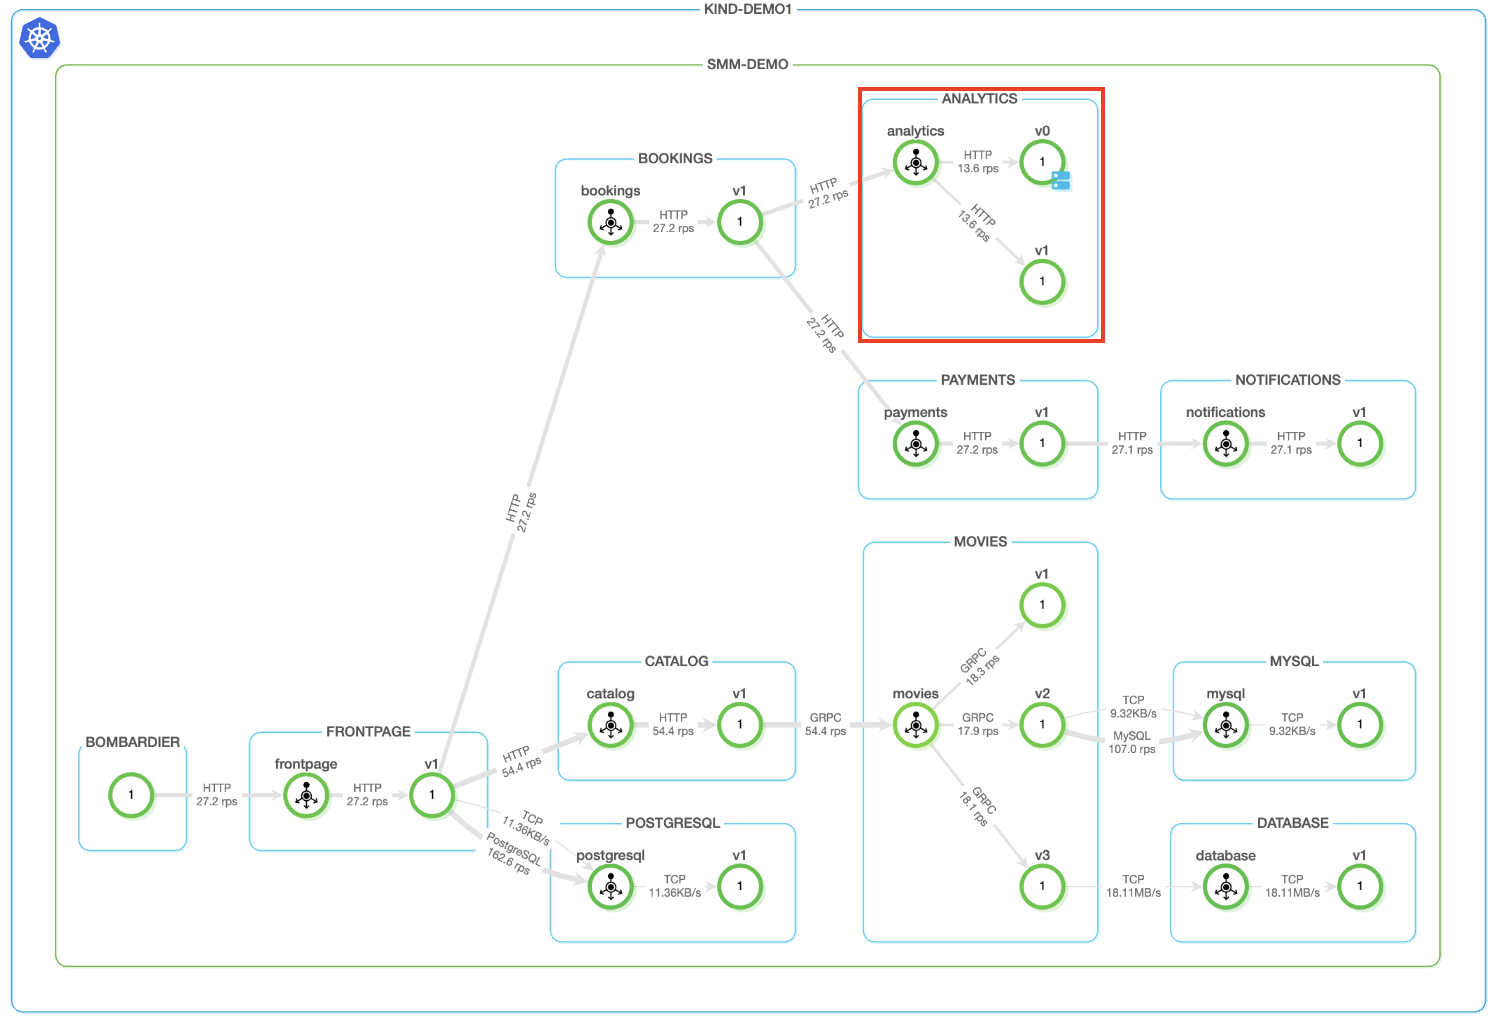 KIND-DEMO1
SMM-DEMO
ANALYTICS
analytics
v0
HTTP
13.6 rps
1
HTTP
13.6 rps
v1
1
BOOKINGS
bookings
v1
HTTP
27.2 rps
1
HTTP
27.2 rps
HTTP
27.2 rps
PAYMENTS
payments
v1
HTTP
27.2 rps
1
HTTP
27.1 rps
NOTIFICATIONS
notifications
v1
HTTP
27.1 rps
1
HTTP
27.2 rps
MOVIES
v1
1
GRPC
18.3 rps
movies
v2
GRPC
17.9 rps
1
GRPC
18.1 rps
v3
1
CATALOG
catalog
v1
HTTP
54.4 rps
1
GRPC
54.4 rps
MYSQL
TCP
9.32KB/s
MySQL
107.0 rps
mysql
v1
TCP
9.32KB/s
1
BOMBARDIER
1
HTTP
27.2 rps
FRONTPAGE
frontpage
v1
HTTP
27.2 rps
1
HTTP
54.4 rps
TCP
11.36KB/s
PostgreSQL
162.6 rps
POSTGRESQL
postgresql
v1
TCP
11.36KB/s
1
TCP
18.11MB/s
DATABASE
database
v1
TCP
18.11MB/s
1